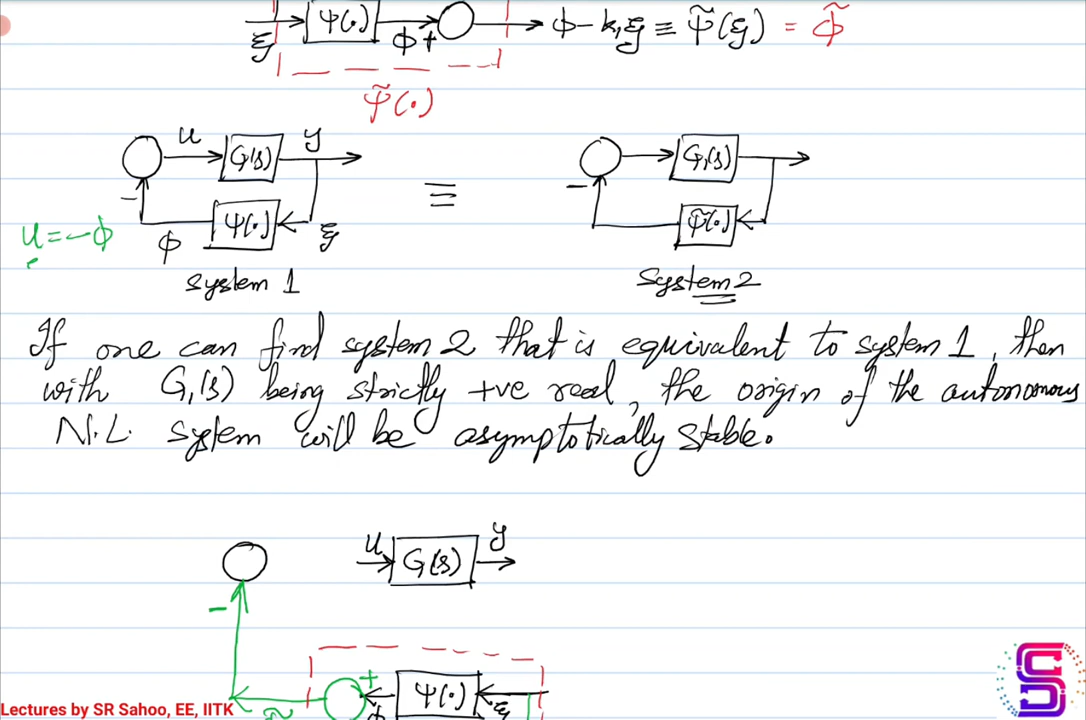 ξ ψ(·) ϕ + ϕ - k₁ξ ≡ ψ̃(ξ) = ϕ̃
ψ̃(·)
u G(s) y
G₁(s)
≡
- ψ(·) ξ
- ψ̃(·)
u = -ϕ
ϕ
system 1
system 2
If one can find system 2 that is equivalent to system 1, then
with G₁(s) being strictly +ve real, the origin of the autonomous
N.L. system will be asymptotically stable.
u G(s) y
-
+ ψ(·) ξ
Lectures by SR Sahoo, EE, IITK